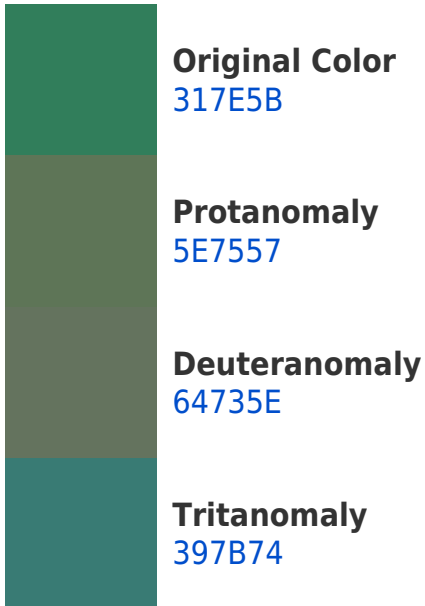 Original Color
317E5B
Protanomaly
5E7557
Deuteranomaly
64735E
Tritanomaly
397B74